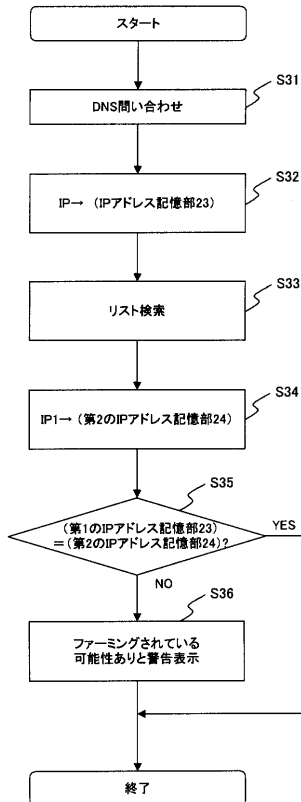 スタート
S31
DNS問い合わせ
S32
IP→ (IPアドレス記憶部23)
S33
リスト検索
S34
IP1→ (第2のIPアドレス記憶部24)
S35
(第1のIPアドレス記憶部23)
=(第2のIPアドレス記憶部24)?
YES
NO
S36
ファーミングされている
可能性ありと警告表示
終了